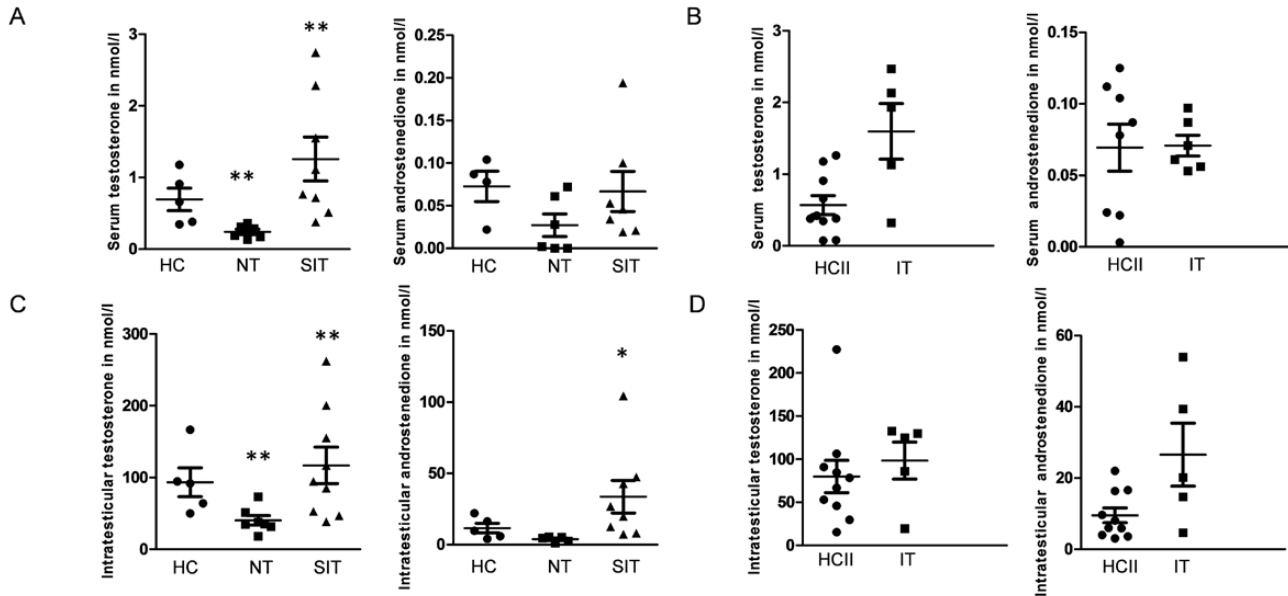 A
Serum testosterone in nmol/l
3
2
1
0
**
**
HC NT SIT
Serum androstenedione in nmol/l
0.25
0.20
0.15
0.10
0.05
0.00
HC NT SIT
B
Serum testosterone in nmol/l
3
2
1
0
HCII IT
Serum androstenedione in nmol/l
0.15
0.10
0.05
0.00
HCII IT
C
Intratesticular testosterone in nmol/l
300
200
100
0
**
**
HC NT SIT
Intratesticular androstenedione in nmol/l
150
100
50
0
*
HC NT SIT
D
Intratesticular testosterone in nmol/l
250
200
150
100
50
0
HCII IT
Intratesticular androstenedione in nmol/l
60
40
20
0
HCII IT